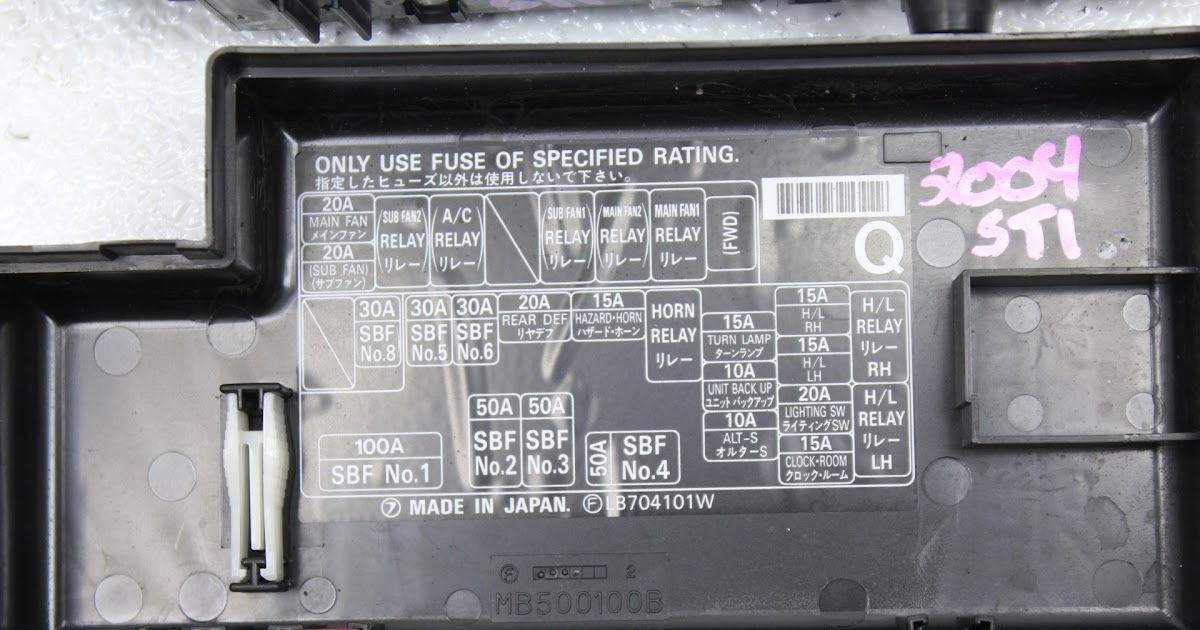 ONLY USE FUSE OF SPECIFIED RATING.
指定したヒューズ以外は使用しないで下さい。
2004
STI
Q
20A
MAIN FAN
メインファン
20A
(SUB FAN)
(サブファン)
SUB FAN2
RELAY
リレー
A/C
RELAY
リレー
SUB FAN1
RELAY
リレー
MAIN FAN2
RELAY
リレー
MAIN FAN1
RELAY
リレー
(FWD)
30A
SBF
No.8
30A
SBF
No.5
30A
SBF
No.6
20A
REAR DEF
リヤデフ
15A
HAZARD•HORN
ハザード•ホーン
HORN
RELAY
リレー
15A
TURN LAMP
ターンランプ
10A
UNIT BACK UP
ユニット バックアップ
10A
ALT-S
オルターS
15A
H/L
RH
15A
H/L
LH
20A
LIGHTING SW
ライティングSW
15A
CLOCK•ROOM
クロック•ルーム
H/L
RELAY
リレー
RH
H/L
RELAY
リレー
LH
100A
SBF No.1
50A
SBF
No.2
50A
SBF
No.3
50A
SBF
No.4
⑦ MADE IN JAPAN. ⒻLB704101W
Ⓕ 2
MB500100B